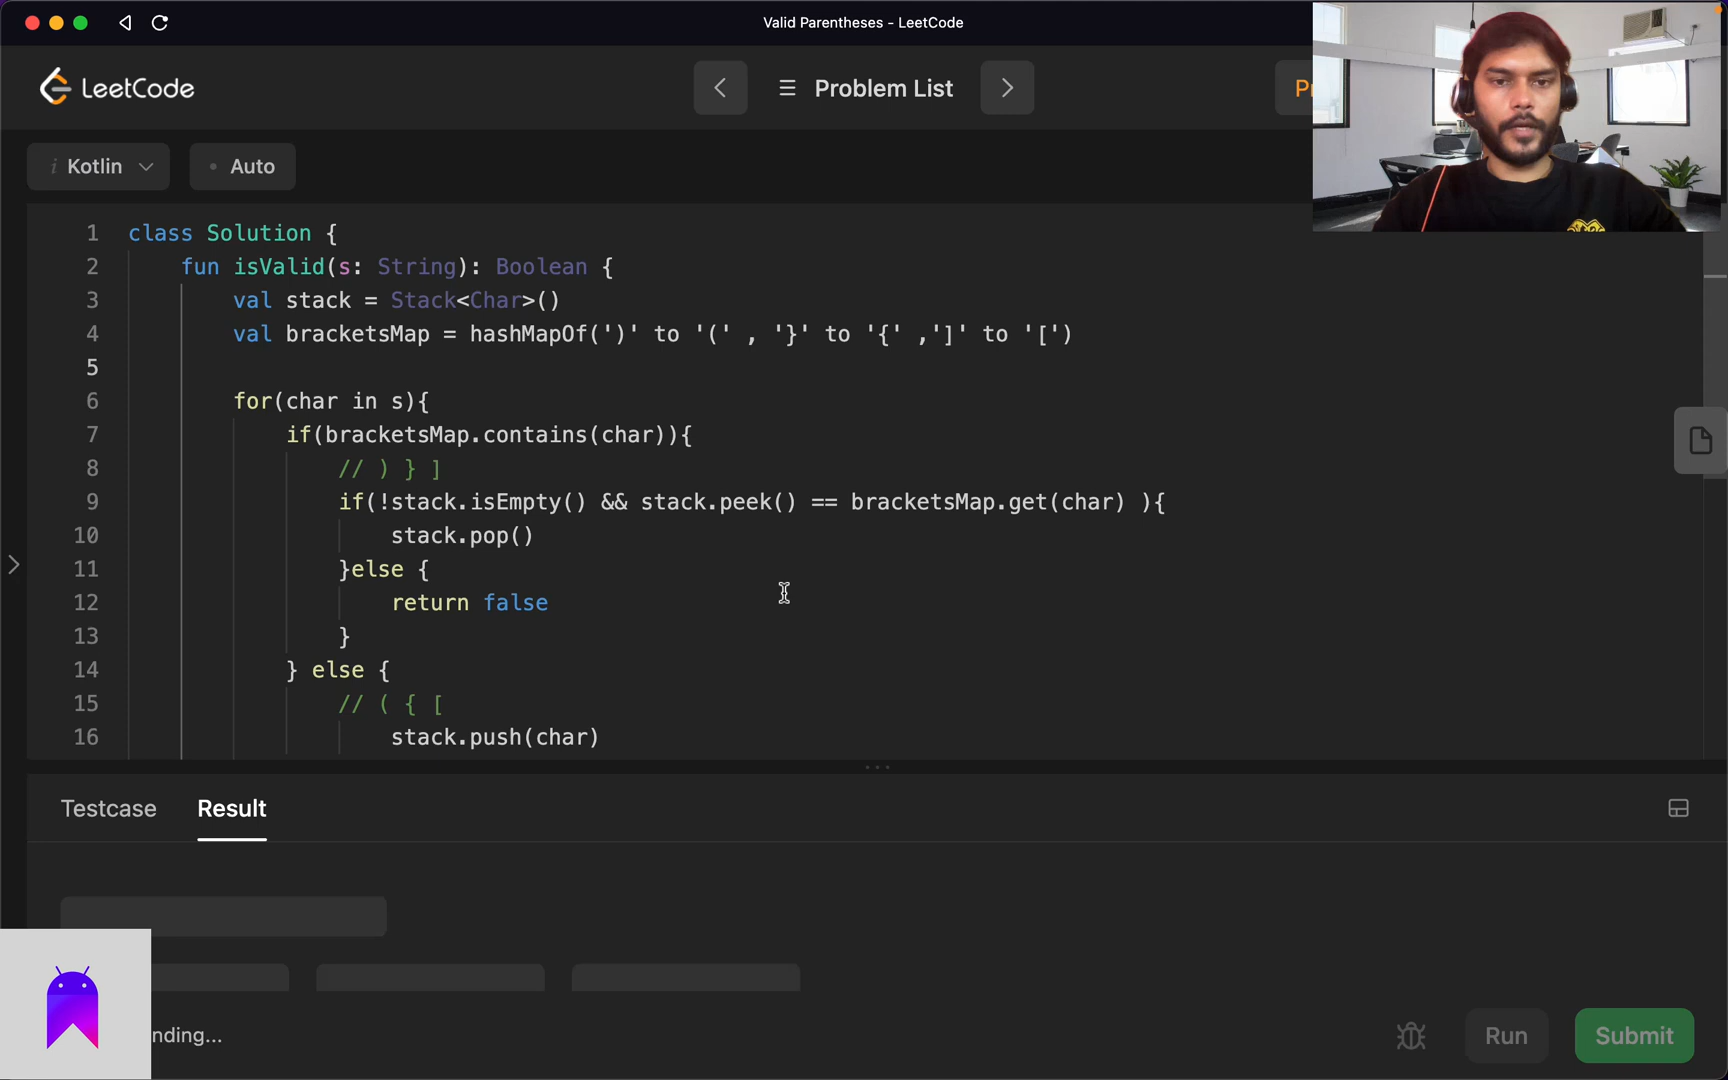 Valid Parentheses - LeetCode
LeetCode
Problem List
Pr
i Kotlin
Auto
1 class Solution {
2 fun isValid(s: String): Boolean {
3 val stack = Stack<Char>()
4 val bracketsMap = hashMapOf(')' to '(' , '}' to '{' ,']' to '[')
5
6 for(char in s){
7 if(bracketsMap.contains(char)){
8 // ) } ]
9 if(!stack.isEmpty() && stack.peek() == bracketsMap.get(char) ){
10 stack.pop()
11 }else {
12 return false
13 }
14 } else {
15 // ( { [
16 stack.push(char)
Testcase
Result
nding...
Run
Submit